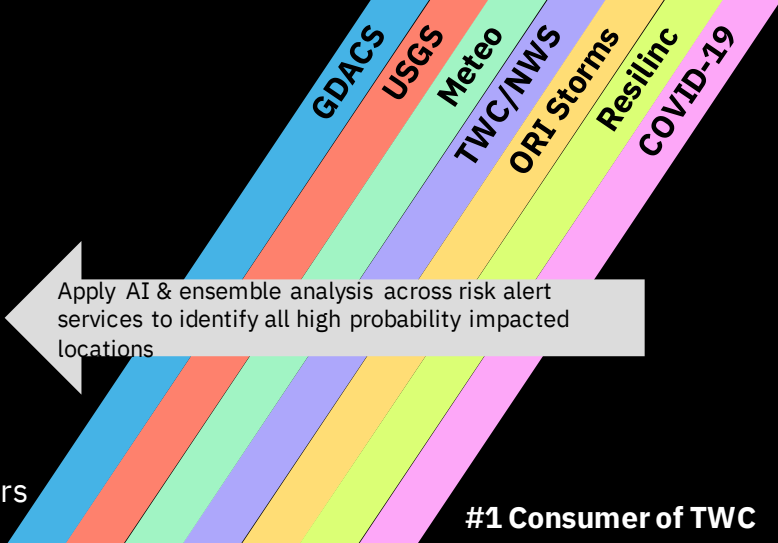 GDACS
USGS
Meteo
TWC/NWS
ORI Storms
Resilinc
COVID-19
Apply AI & ensemble analysis across risk alert
services to identify all high probability impacted
locations
rs
#1 Consumer of TWC